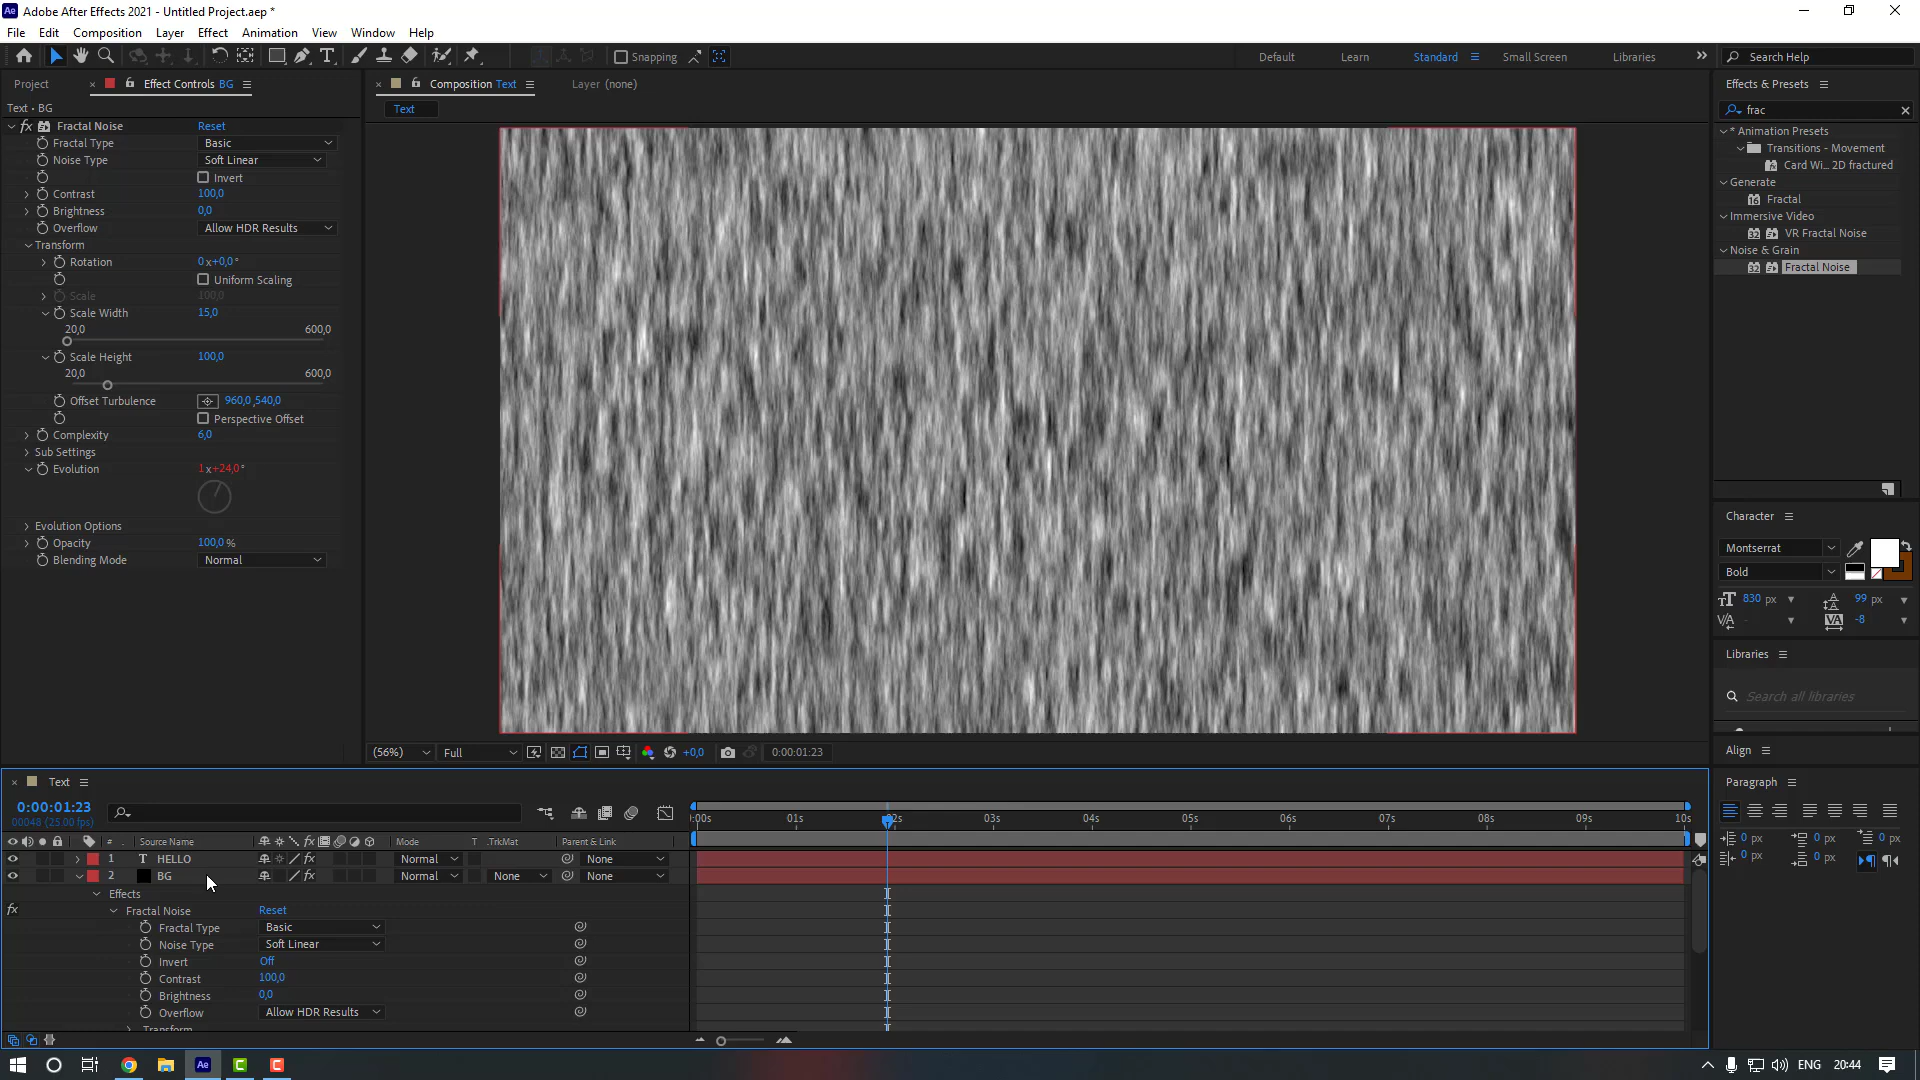 Adobe After Effects 2021 - Untitled Project.aep *
File Edit Composition Layer Effect Animation View Window Help
Snapping Default Learn Standard Small Screen Libraries Search Help
Project × Effect Controls BG × Composition Text Layer (none) Effects & Presets
Text • BG Text frac ×
fx Fractal Noise Reset
Fractal Type Basic
Noise Type Soft Linear
Invert
Contrast 100,0
Brightness 0,0
Overflow Allow HDR Results
Transform
Rotation 0x+0,0°
Uniform Scaling
Scale 100,0
Scale Width 15,0
20,0 600,0
Scale Height 100,0
20,0 600,0
Offset Turbulence 960,0 ,540,0
Perspective Offset
Complexity 6,0
Sub Settings
Evolution 1x+24,0°
Evolution Options
Opacity 100,0 %
Blending Mode Normal
* Animation Presets
Transitions - Movement
Card Wi... 2D fractured
Generate
Fractal
Immersive Video
VR Fractal Noise
Noise & Grain
Fractal Noise
Character
Montserrat
Bold
830 px 99 px
- -8
Libraries
Search all libraries
Align
Paragraph
0 px 0 px 0 px
0 px 0 px
(56%) Full +0,0 0:00:01:23
× Text
0:00:01:23
00048 (25.00 fps)
:00s 01s 02s 03s 04s 05s 06s 07s 08s 09s 10s
# . Source Name fx Mode T .TrkMat Parent & Link
1 T HELLO fx Normal None
2 BG fx Normal None None
Effects
fx Fractal Noise Reset
Fractal Type Basic
Noise Type Soft Linear
Invert Off
Contrast 100,0
Brightness 0,0
Overflow Allow HDR Results
Transform
Ae ENG 20:44